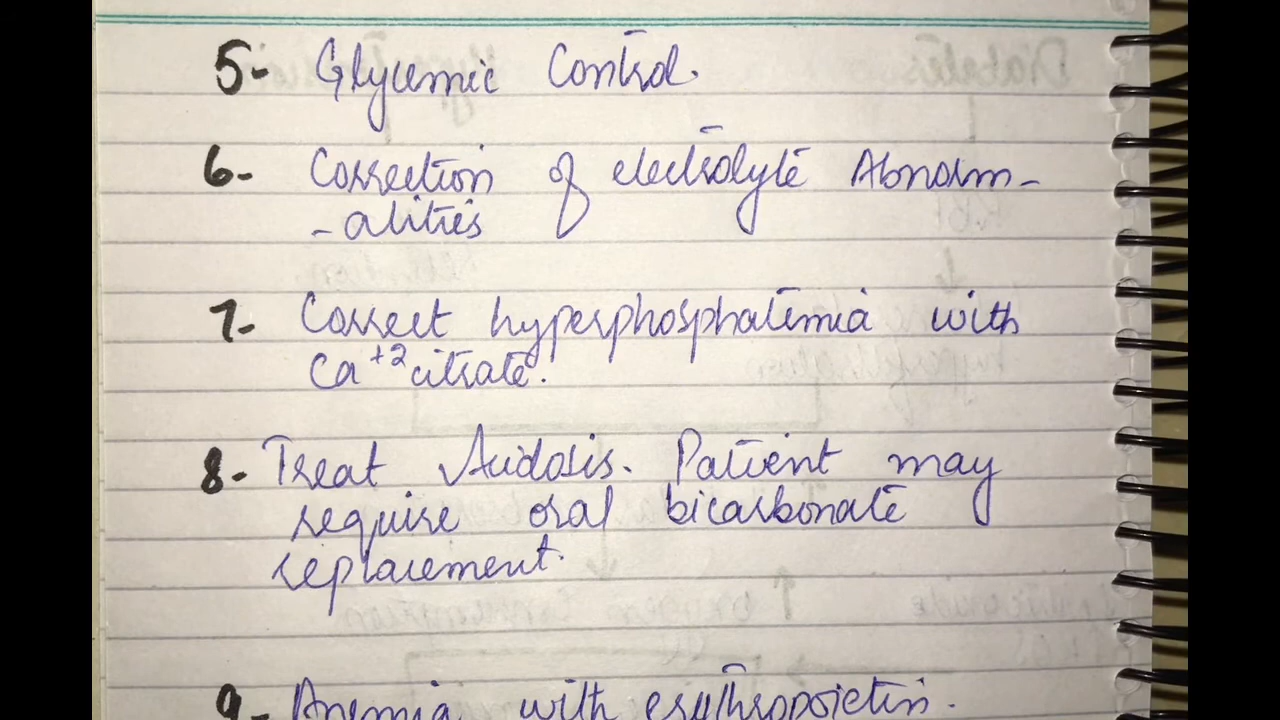 5- Glycemic Control.
6- Correction of electrolyte Abnorm-
-alities
7- Correct hyperphosphatemia with
Ca+2 citrate.
8- Treat Acidosis. Patient may
require oral bicarbonate
replacement.
9- Anemia with erythropoietin.